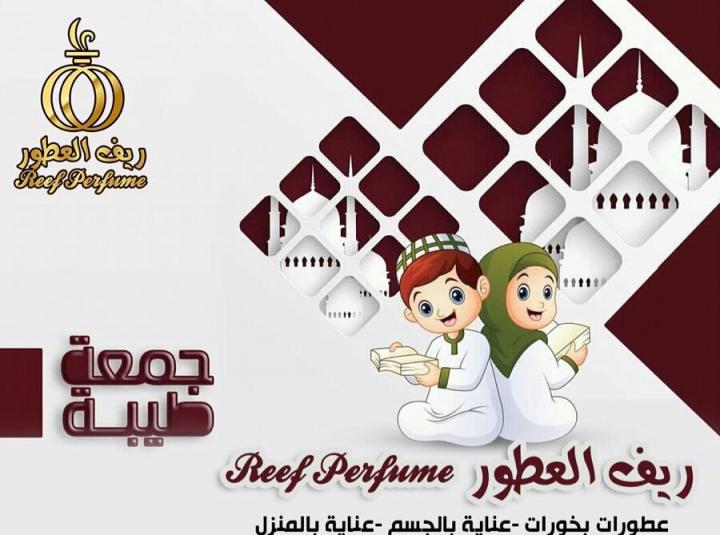 ريف العطور
Reef Perfume
جمعة
طيبة
ريف العطور Reef Perfume
عطورات بخورات -عناية بالجسم -عناية بالمنزل